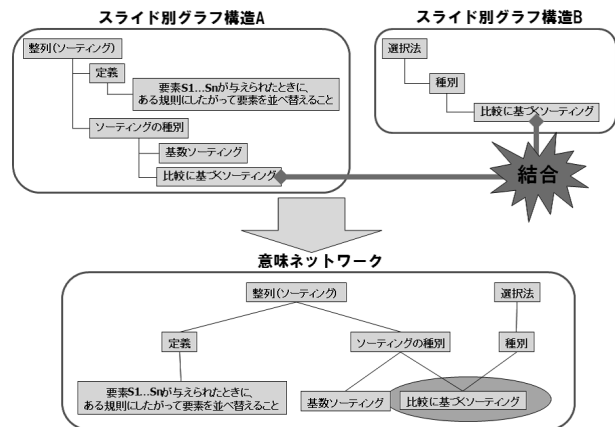 スライド別グラフ構造A
整列(ソーティング)
定義
要素S1...Snが与えられたときに、
ある規則にしたがって要素を並べ替えること
ソーティングの種別
基数ソーティング
比較に基づくソーティング
スライド別グラフ構造B
選択法
種別
比較に基づくソーティング
結合
意味ネットワーク
整列(ソーティング)
選択法
定義
ソーティングの種別
種別
要素S1...Snが与えられたときに、
ある規則にしたがって要素を並べ替えること
基数ソーティング
比較に基づくソーティング